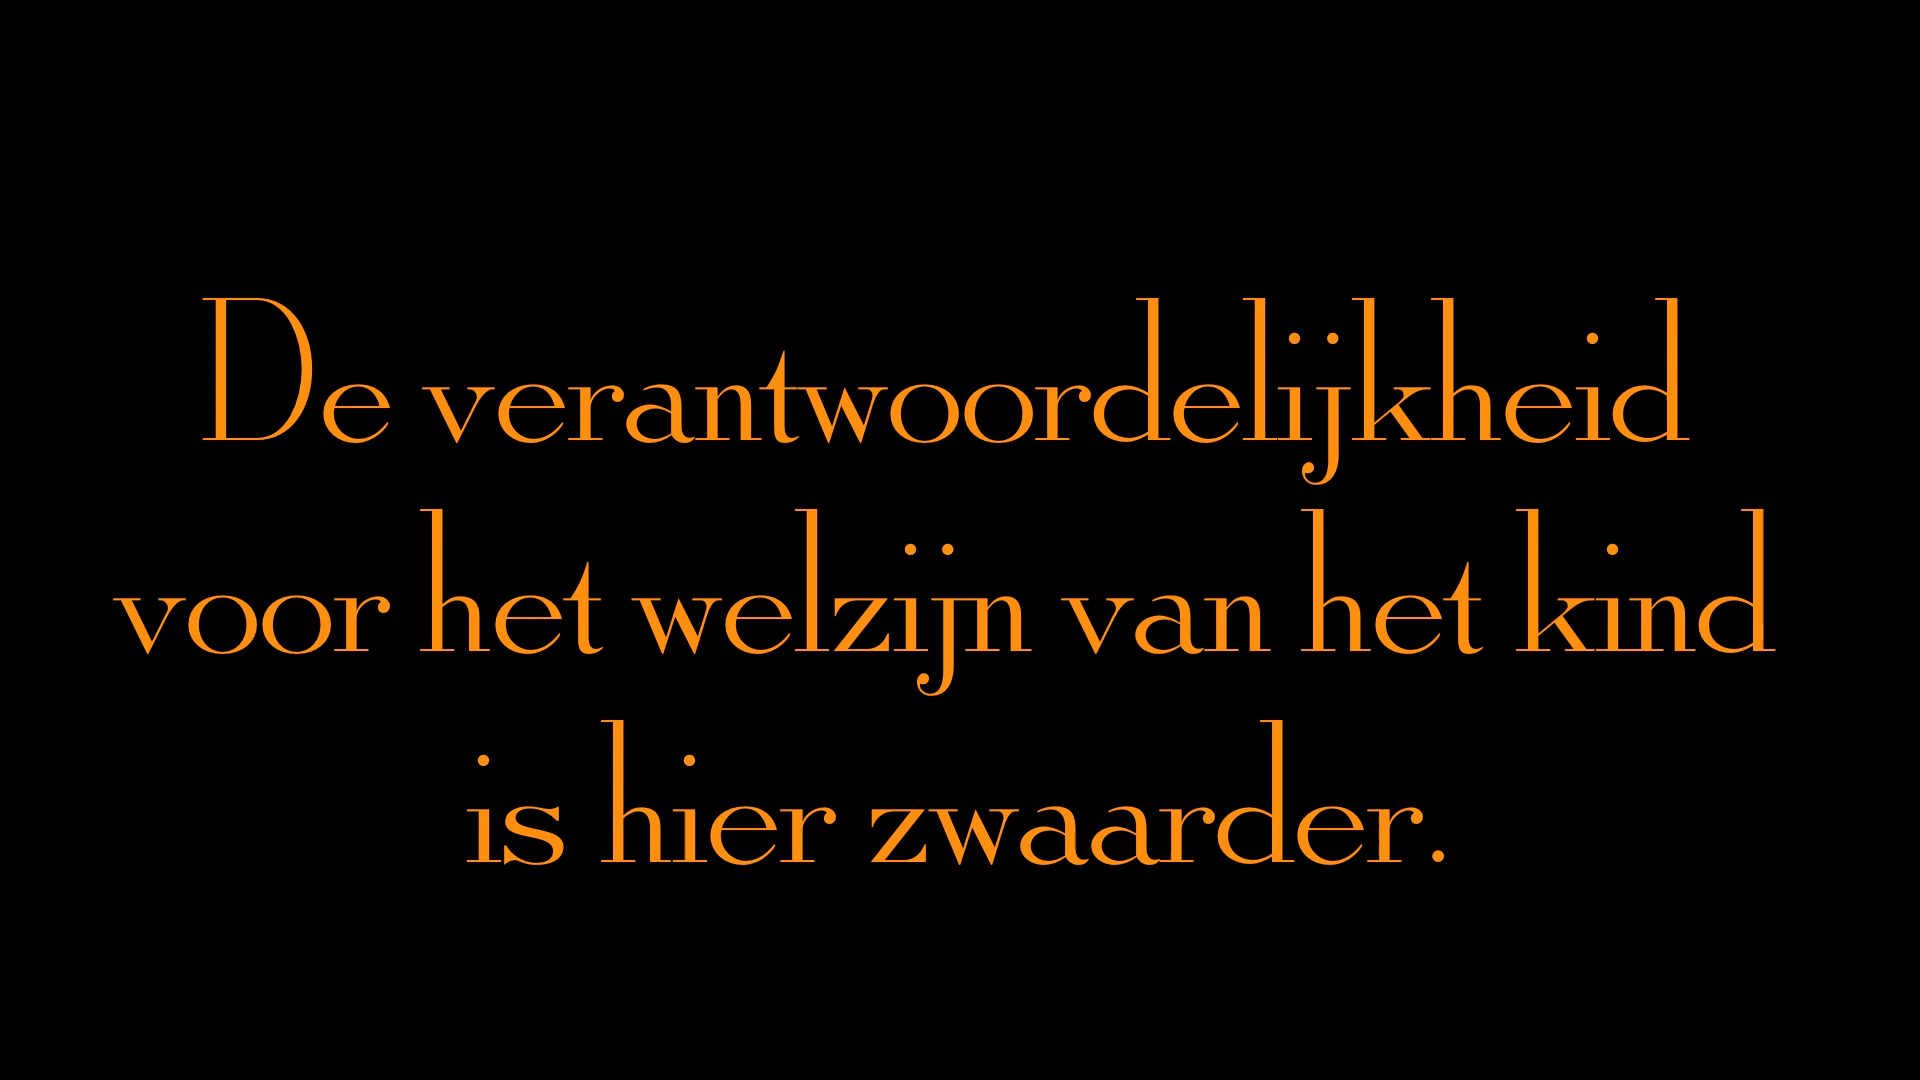 De verantwoordelijkheid
voor het welzijn van het kind
is hier zwaarder.